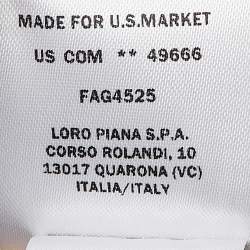 MADE FOR U.S.MARKET
US COM ** 49666
FAG4525
LORO PIANA S.P.A.
CORSO ROLANDI, 10
13017 QUARONA (VC)
ITALIA/ITALY